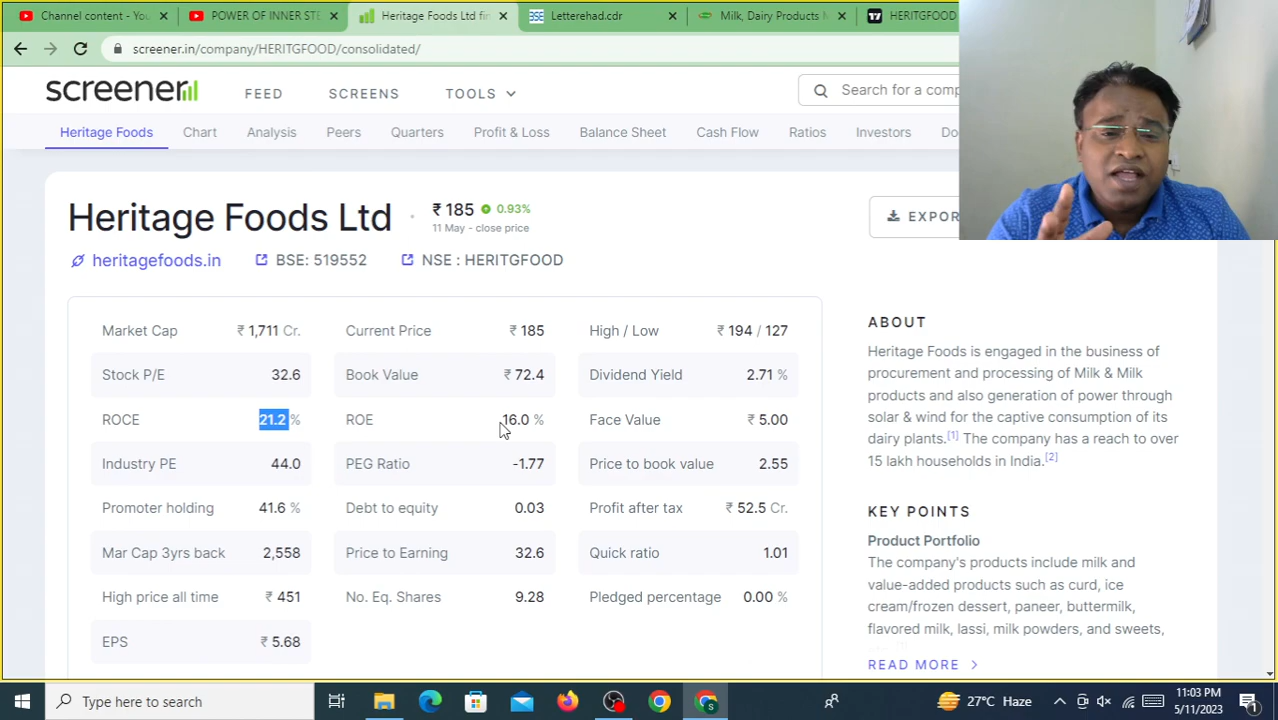 Channel content - You
POWER OF INNER STE
Heritage Foods Ltd fin
Letterehad.cdr
Milk, Dairy Products M
HERITGFOOD
screener.in/company/HERITGFOOD/consolidated/
screener
FEED
SCREENS
TOOLS
Search for a comp
Heritage Foods
Chart
Analysis
Peers
Quarters
Profit & Loss
Balance Sheet
Cash Flow
Ratios
Investors
Do
Heritage Foods Ltd
₹ 185 0.93%
11 May - close price
EXPO
heritagefoods.in
BSE: 519552
NSE : HERITGFOOD
Market Cap ₹ 1,711 Cr.
Current Price ₹ 185
High / Low ₹ 194 / 127
Stock P/E 32.6
Book Value ₹ 72.4
Dividend Yield 2.71 %
ROCE 21.2 %
ROE 16.0 %
Face Value ₹ 5.00
Industry PE 44.0
PEG Ratio -1.77
Price to book value 2.55
Promoter holding 41.6 %
Debt to equity 0.03
Profit after tax ₹ 52.5 Cr.
Mar Cap 3yrs back 2,558
Price to Earning 32.6
Quick ratio 1.01
High price all time ₹ 451
No. Eq. Shares 9.28
Pledged percentage 0.00 %
EPS ₹ 5.68
ABOUT
Heritage Foods is engaged in the business of
procurement and processing of Milk & Milk
products and also generation of power through
solar & wind for the captive consumption of its
dairy plants.[1] The company has a reach to over
15 lakh households in India.[2]
KEY POINTS
Product Portfolio
The company's products include milk and
value-added products such as curd, ice
cream/frozen dessert, paneer, buttermilk,
flavored milk, lassi, milk powders, and sweets,
READ MORE
Type here to search
27°C Haze
11:03 PM
5/11/2023
1